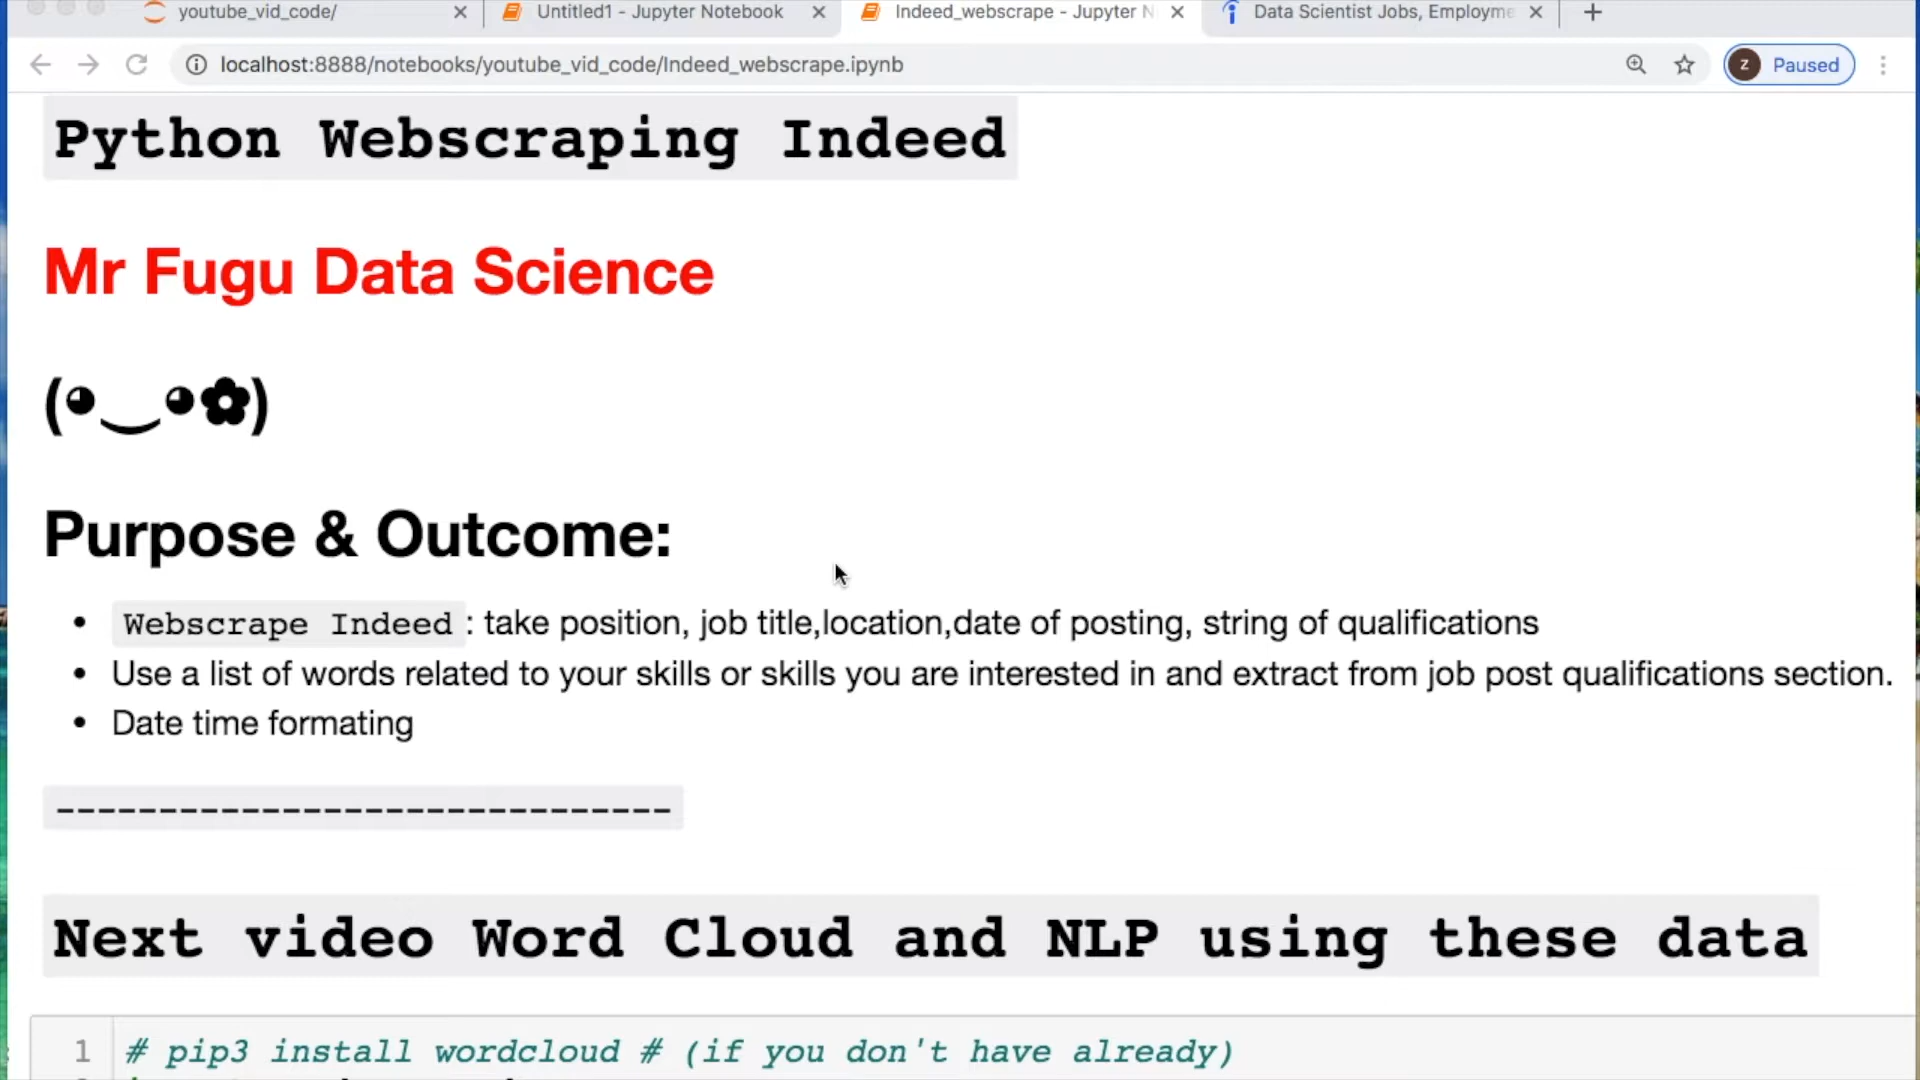 youtube_vid_code/
Untitled1 - Jupyter Notebook
Indeed_webscrape - Jupyter N
Data Scientist Jobs, Employme
localhost:8888/notebooks/youtube_vid_code/Indeed_webscrape.ipynb
z Paused
Python Webscraping Indeed
Mr Fugu Data Science
(◕‿◕✿)
Purpose & Outcome:
• Webscrape Indeed: take position, job title,location,date of posting, string of qualifications
• Use a list of words related to your skills or skills you are interested in and extract from job post qualifications section.
• Date time formating
------------------------------
Next video Word Cloud and NLP using these data
1 # pip3 install wordcloud # (if you don't have already)